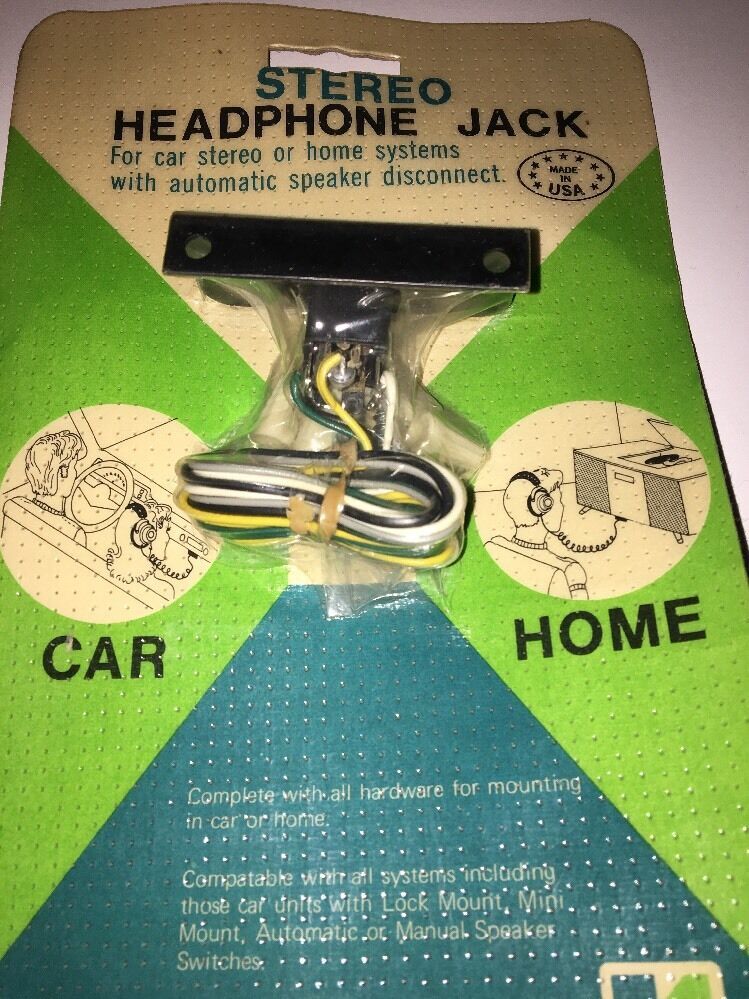 STEREO
HEADPHONE JACK
For car stereo or home systems
with automatic speaker disconnect.
MADE
IN
USA
CAR
HOME
Complete with all hardware for mounting
in car or home.
Compatable with all systems including
those car units with Lock Mount, Mini
Mount, Automatic or Manual Speaker
Switches.